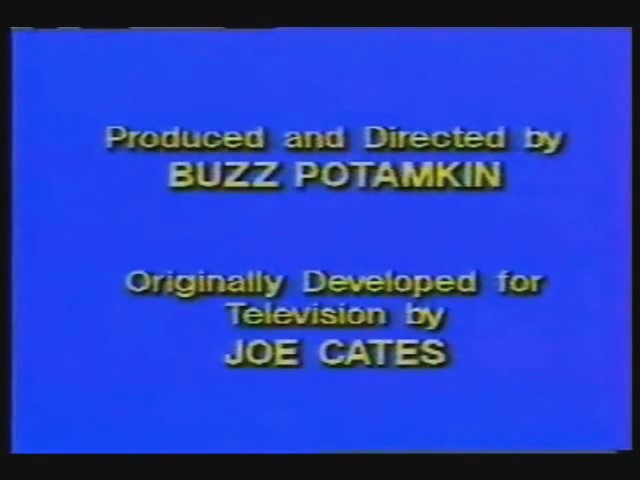 Produced and Directed by
BUZZ POTAMKIN
Originally Developed for
Television by
JOE CATES